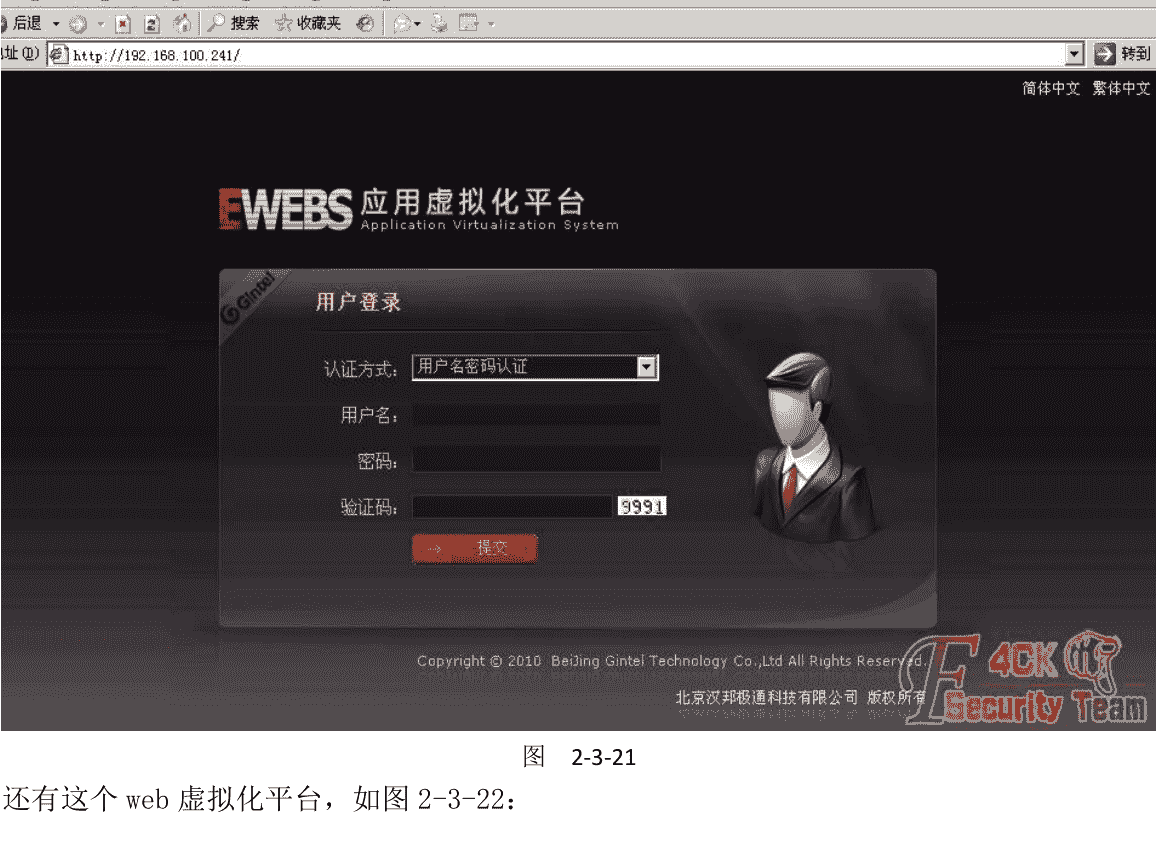 后退 搜索 收藏夹
址(D) http://192.168.100.241/ 转到
简体中文 繁体中文
EWEBS 应用虚拟化平台
Application Virtualization System
Gintel
用户登录
认证方式: 用户名密码认证
用户名:
密码:
验证码: 9991
提交
Copyright © 2010 BeiJing Gintel Technology Co.,Ltd All Rights Reserved.
北京汉邦极通科技有限公司 版权所有
F4CK
Security Team
图 2-3-21
还有这个 web 虚拟化平台，如图 2-3-22：